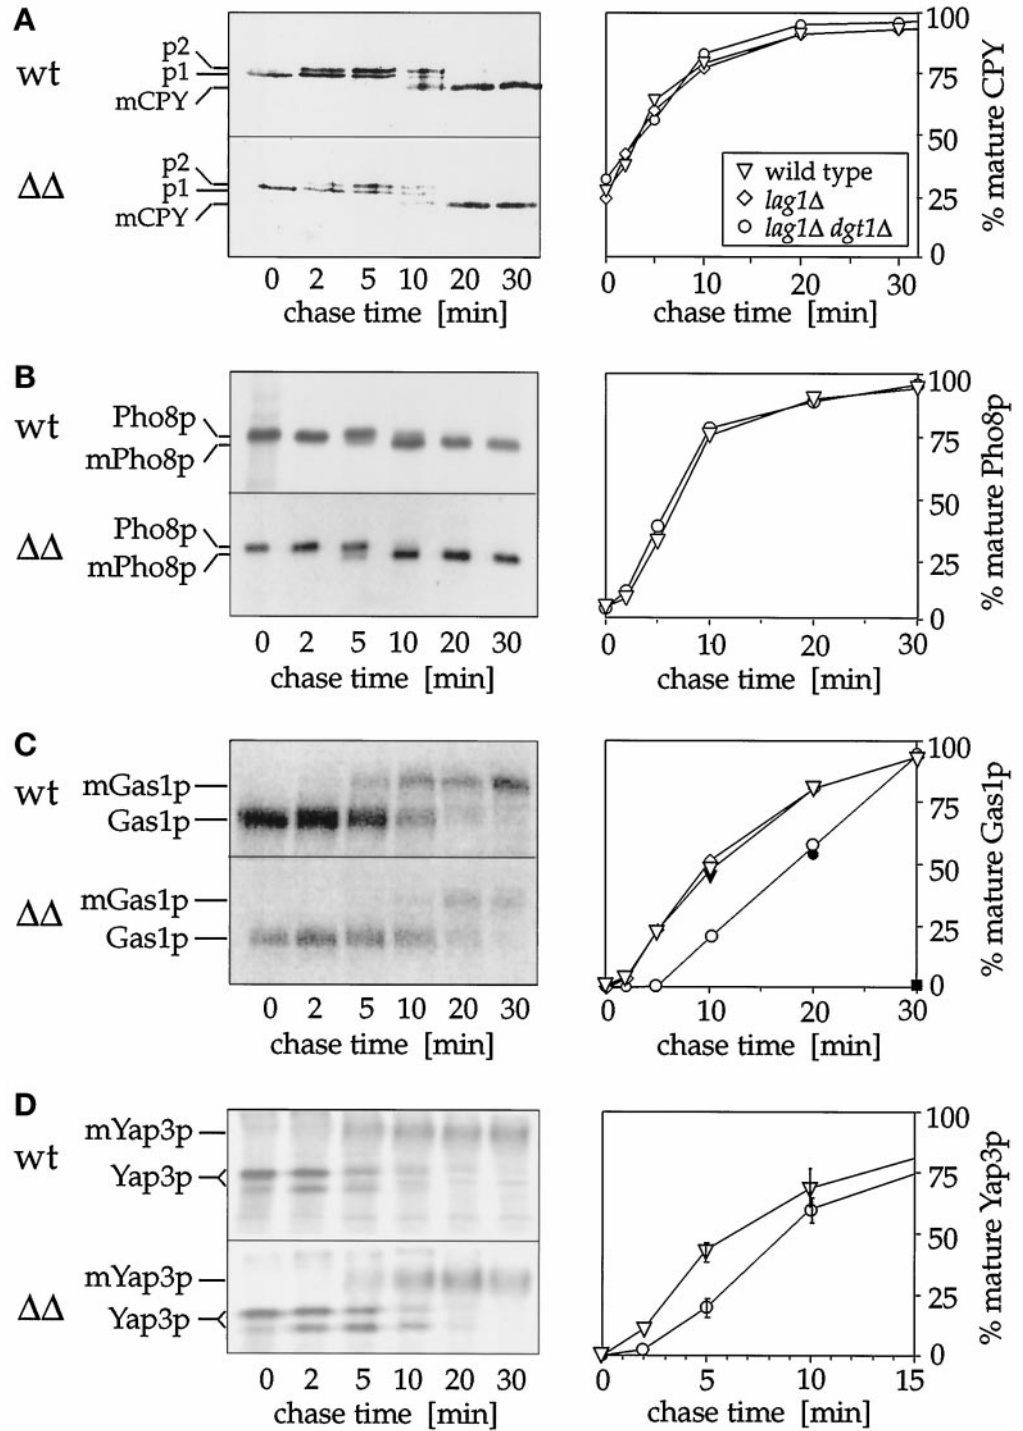 A
wt
p2
p1
mCPY
ΔΔ
p2
p1
mCPY
0 2 5 10 20 30
chase time [min]
100
75
50
25
0
% mature CPY
wild type
lag1Δ
lag1Δ dgt1Δ
0 10 20 30
chase time [min]
B
wt
Pho8p
mPho8p
ΔΔ
Pho8p
mPho8p
0 2 5 10 20 30
chase time [min]
100
75
50
25
0
% mature Pho8p
0 10 20 30
chase time [min]
C
wt
mGas1p
Gas1p
ΔΔ
mGas1p
Gas1p
0 2 5 10 20 30
chase time [min]
100
75
50
25
0
% mature Gas1p
0 10 20 30
chase time [min]
D
wt
mYap3p
Yap3p
ΔΔ
mYap3p
Yap3p
0 2 5 10 20 30
chase time [min]
100
75
50
25
0
% mature Yap3p
0 5 10 15
chase time [min]